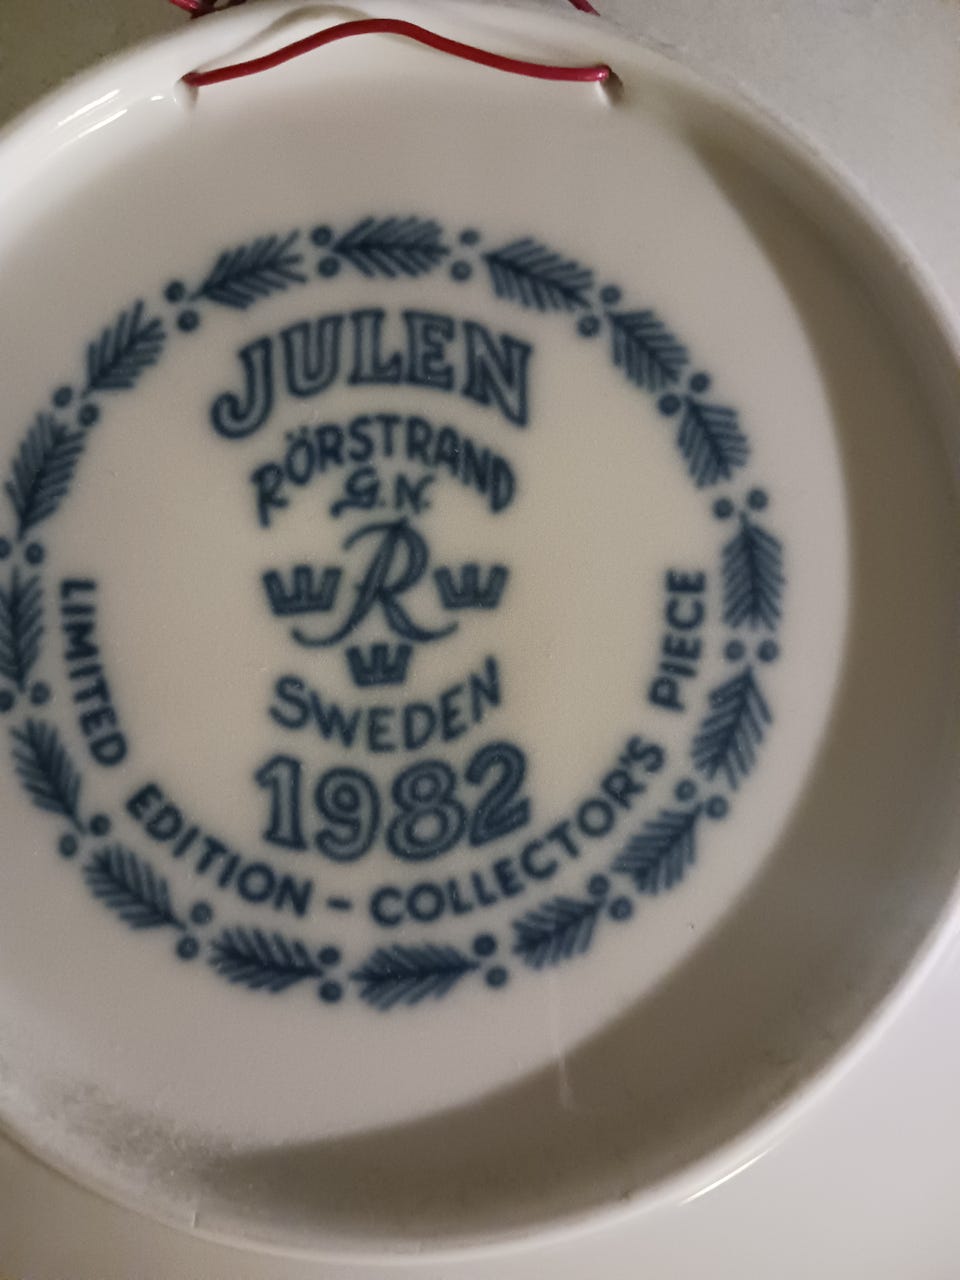 JULEN
RÖRSTRAND
G.N.
R
SWEDEN
1982
LIMITED EDITION - COLLECTOR'S PIECE